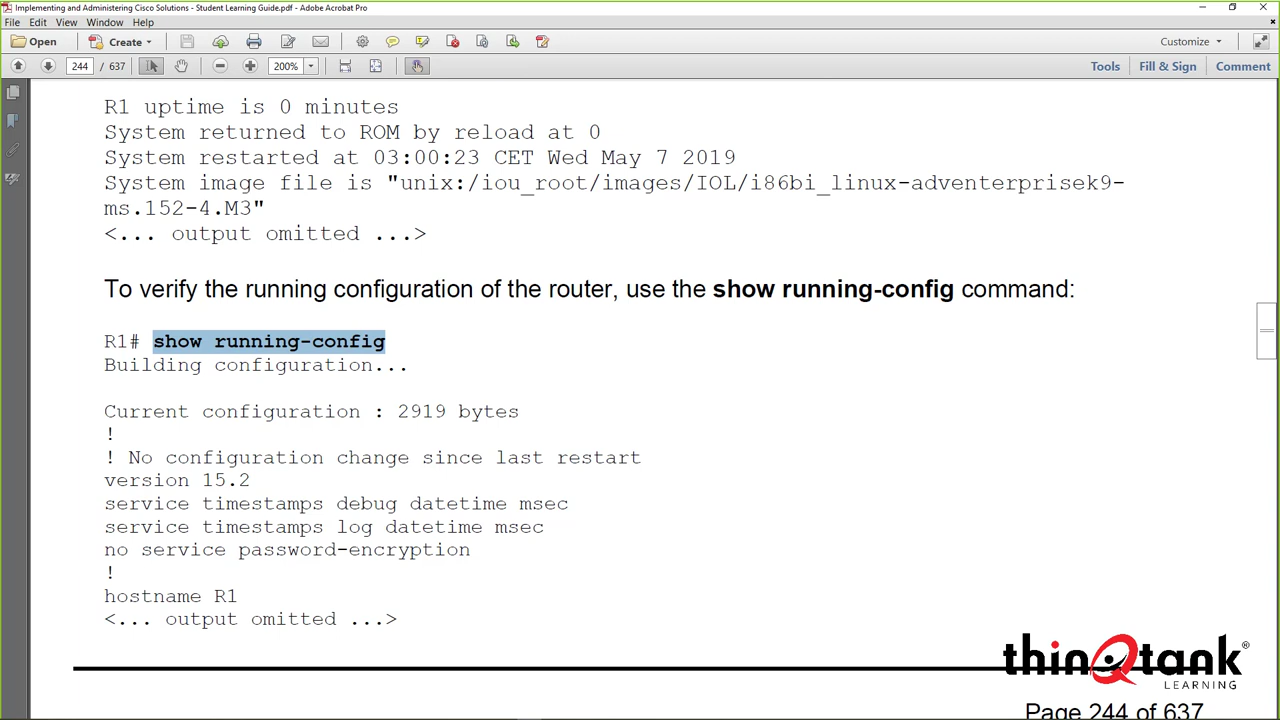 Implementing and Administering Cisco Solutions - Student Learning Guide.pdf - Adobe Acrobat Pro
File Edit View Window Help
Open Create Customize
244 / 637 200% Tools Fill & Sign Comment
R1 uptime is 0 minutes
System returned to ROM by reload at 0
System restarted at 03:00:23 CET Wed May 7 2019
System image file is "unix:/iou_root/images/IOL/i86bi_linux-adventerprisek9-
ms.152-4.M3"
<... output omitted ...>
To verify the running configuration of the router, use the show running-config command:
R1# show running-config
Building configuration...
Current configuration : 2919 bytes
!
! No configuration change since last restart
version 15.2
service timestamps debug datetime msec
service timestamps log datetime msec
no service password-encryption
!
hostname R1
<... output omitted ...>
thinQtank®
LEARNING
Page 244 of 637